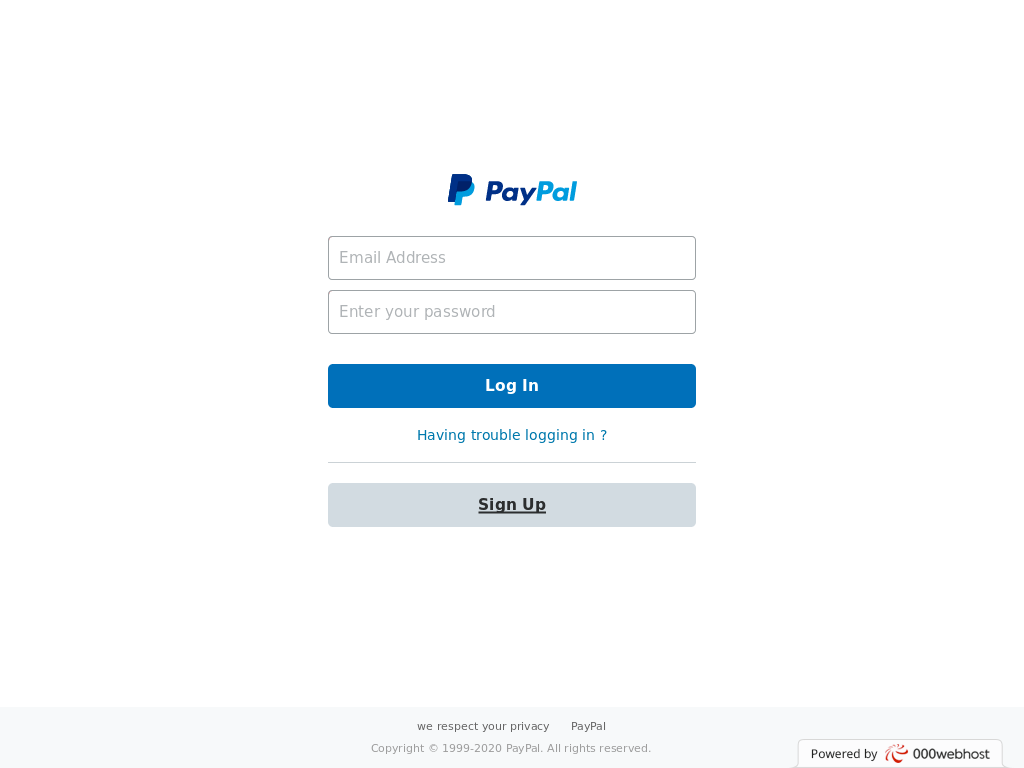 PayPal
Email Address
Enter your password
Log In
Having trouble logging in ?
Sign Up
we respect your privacy PayPal
Copyright © 1999-2020 PayPal. All rights reserved.
Powered by 000webhost